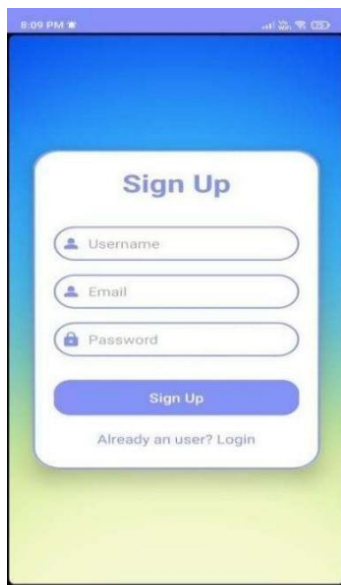 8:09 PM
Sign Up
Username
Email
Password
Sign Up
Already an user? Login